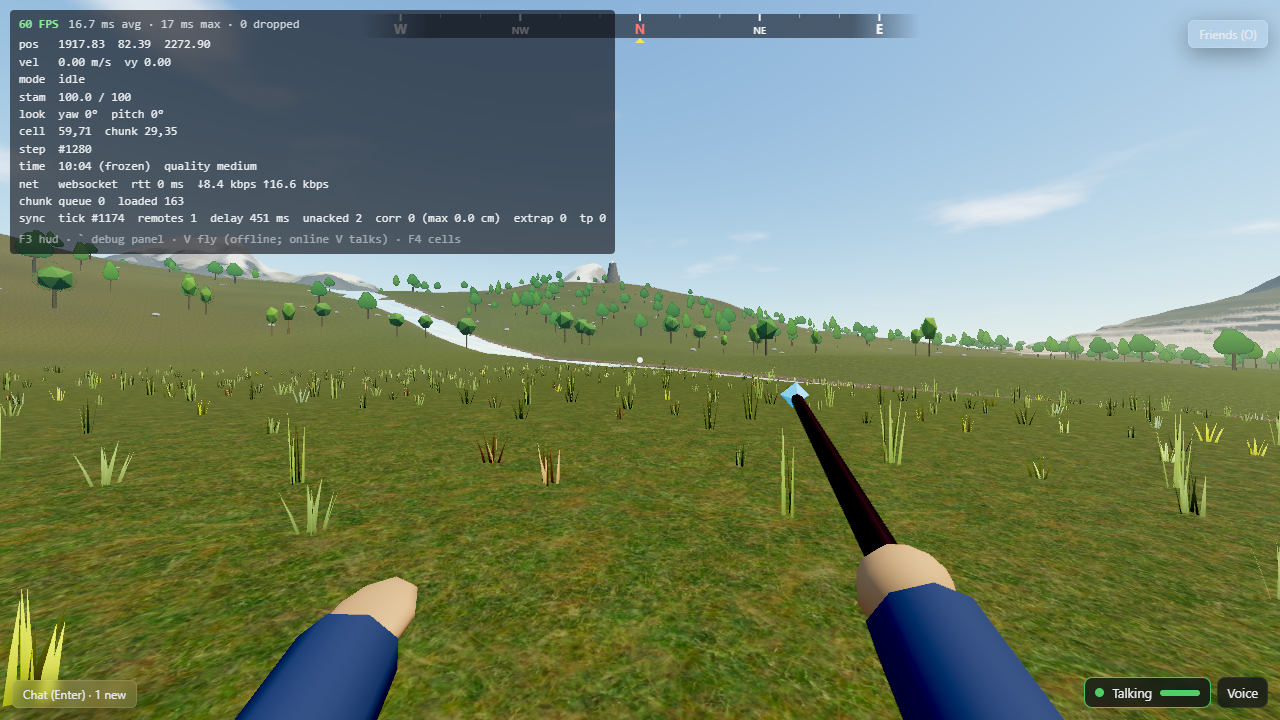 60 FPS 16.7 ms avg · 17 ms max · 0 dropped
pos 1917.83 82.39 2272.90
vel 0.00 m/s vy 0.00
mode idle
stam 100.0 / 100
look yaw 0° pitch 0°
cell 59,71 chunk 29,35
step #1280
time 10:04 (frozen) quality medium
net websocket rtt 0 ms ↓8.4 kbps ↑16.6 kbps
chunk queue 0 loaded 163
sync tick #1174 remotes 1 delay 451 ms unacked 2 corr 0 (max 0.0 cm) extrap 0 tp 0
F3 hud · ` debug panel · V fly (offline; online V talks) · F4 cells
W NW N NE E
Friends (O)
Chat (Enter) · 1 new
Talking
Voice